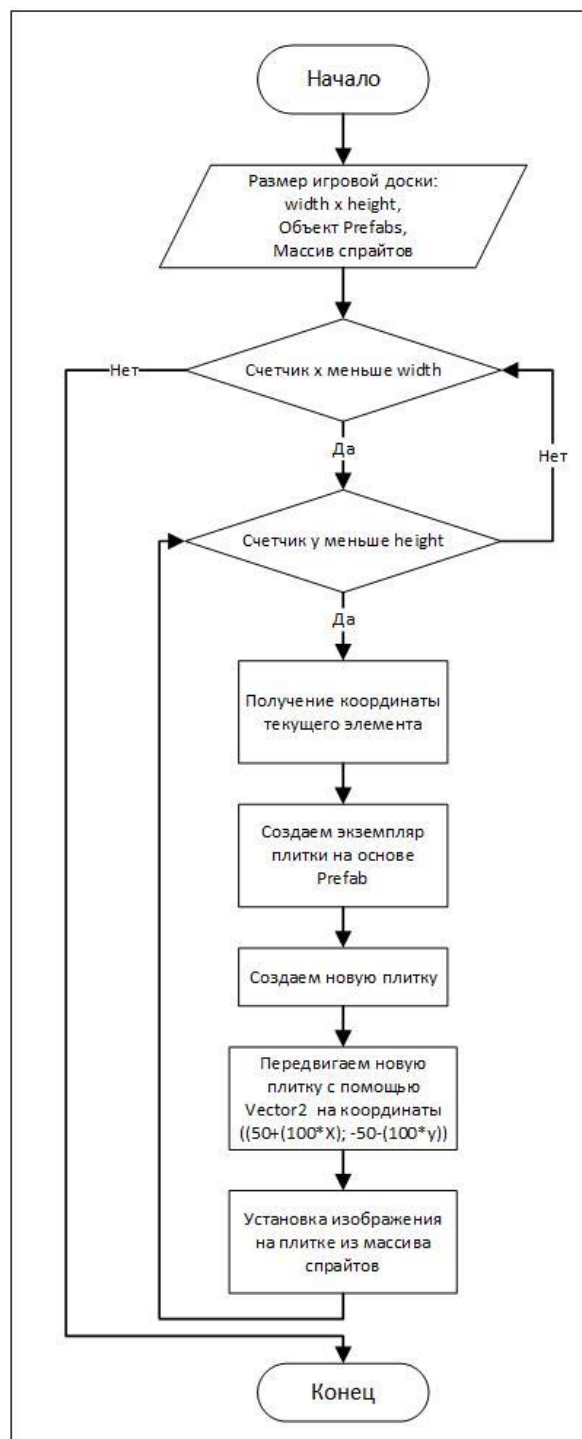 Начало
Размер игровой доски:
width x height,
Объект Prefabs,
Массив спрайтов
Счетчик x меньше width
Нет
Да
Нет
Счетчик y меньше height
Да
Получение координаты
текущего элемента
Создаем экземпляр
плитки на основе
Prefab
Создаем новую плитку
Передвигаем новую
плитку с помощью
Vector2 на координаты
((50+(100*X); -50-(100*y))
Установка изображения
на плитке из массива
спрайтов
Конец